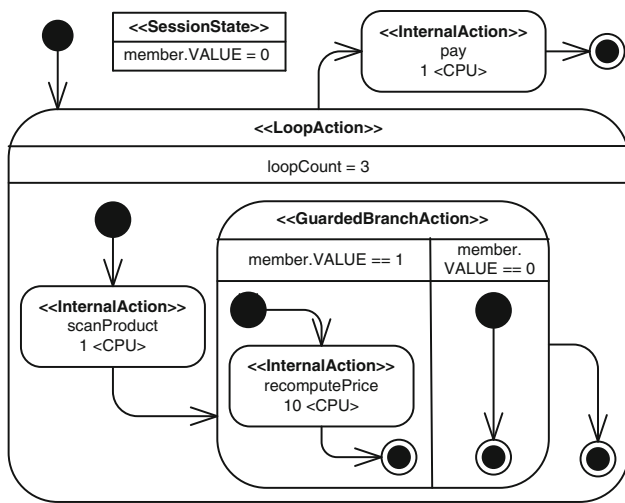 <<SessionState>>
member.VALUE = 0
<<InternalAction>>
pay
1 <CPU>
<<LoopAction>>
loopCount = 3
<<GuardedBranchAction>>
member.VALUE == 1
member.
VALUE == 0
<<InternalAction>>
scanProduct
1 <CPU>
<<InternalAction>>
recomputePrice
10 <CPU>